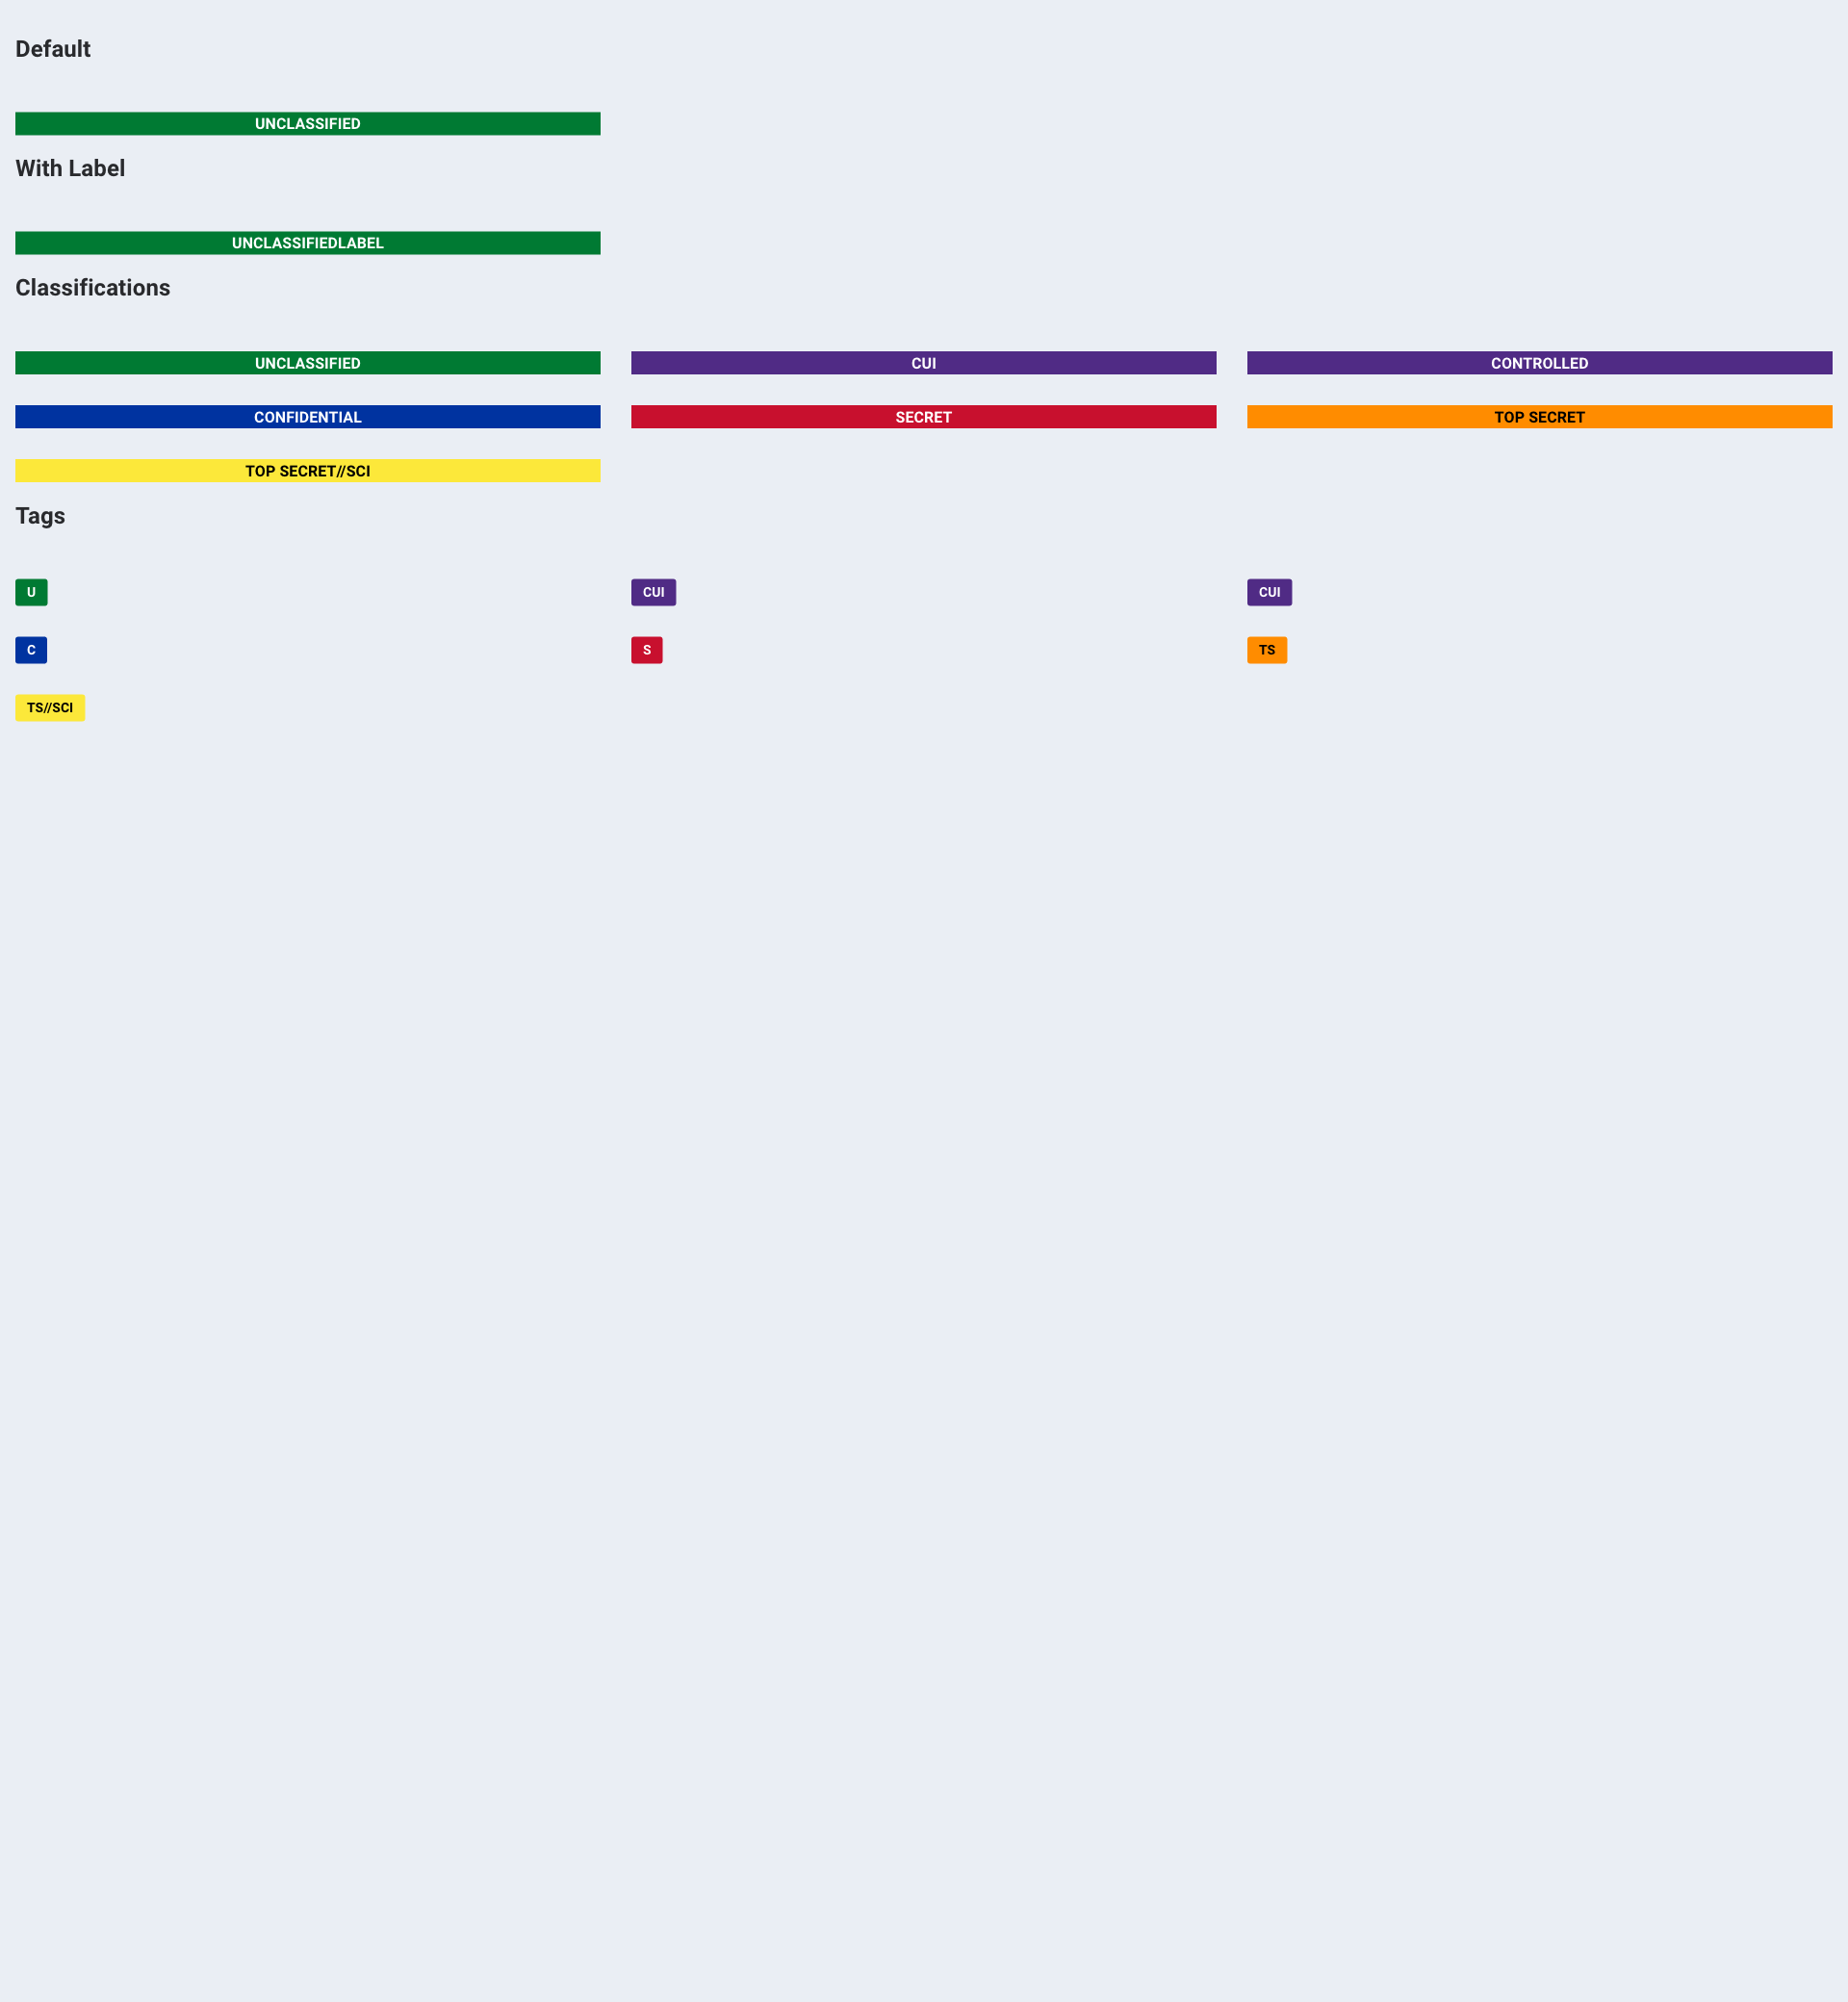 Default
UNCLASSIFIED
With Label
UNCLASSIFIEDLABEL
Classifications
UNCLASSIFIED
CUI
CONTROLLED
CONFIDENTIAL
SECRET
TOP SECRET
TOP SECRET//SCI
Tags
U
CUI
CUI
C
S
TS
TS//SCI